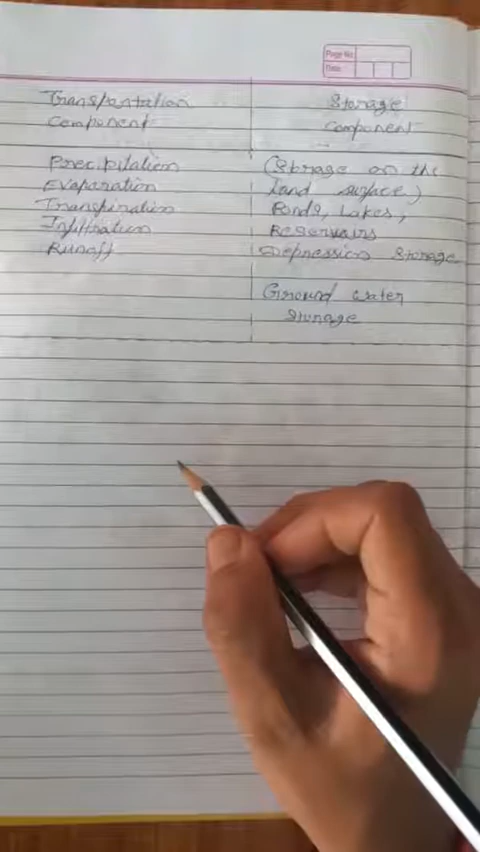 Page No.
Date:
Transportation
Component
Storage
Component
Precipitation
Evaporation
Transpiration
Infiltration
Runoff
(Storage on the
land surface)
Ponds, Lakes,
Reservoirs
Depression Storage
Ground water
Storage